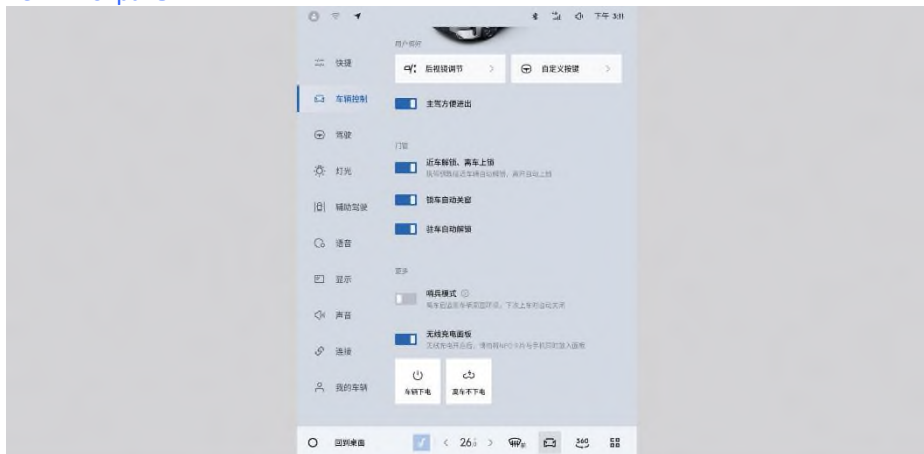 下午 3:11
用户偏好
快捷
后视镜调节
自定义按键
车辆控制
主驾方便进出
驾驶
门锁
近车解锁、离车上锁
灯光
锁车自动关窗
辅助驾驶
驻车自动解锁
语音
更多
显示
哨兵模式
声音
无线充电面板
连接
车辆下电
离车不下电
我的车辆
回到桌面
26.
360